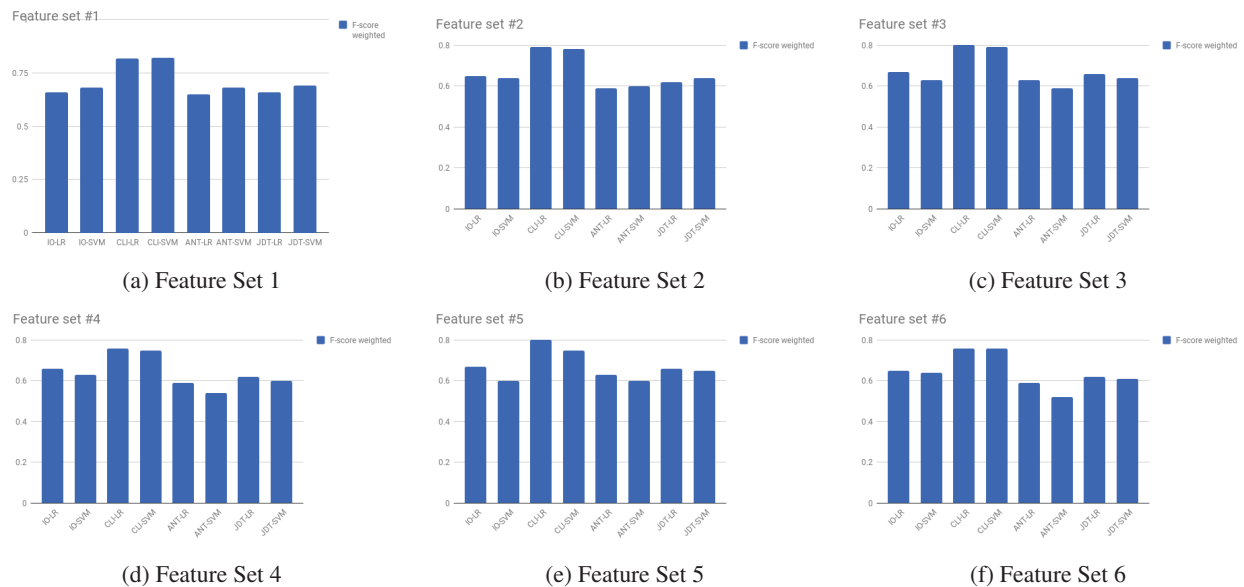 Feature set #1
F-score
weighted
0.75
0.5
0.25
0
IO-LR IO-SVM CLI-LR CLI-SVM ANT-LR ANT-SVM JDT-LR JDT-SVM
(a) Feature Set 1
Feature set #2
F-score weighted
0.8
0.6
0.4
0.2
0
IO-LR IO-SVM CLI-LR CLI-SVM ANT-LR ANT-SVM JDT-LR JDT-SVM
(b) Feature Set 2
Feature set #3
F-score weighted
0.8
0.6
0.4
0.2
0
IO-LR IO-SVM CLI-LR CLI-SVM ANT-LR ANT-SVM JDT-LR JDT-SVM
(c) Feature Set 3
Feature set #4
F-score weighted
0.8
0.6
0.4
0.2
0
IO-LR IO-SVM CLI-LR CLI-SVM ANT-LR ANT-SVM JDT-LR JDT-SVM
(d) Feature Set 4
Feature set #5
F-score weighted
0.8
0.6
0.4
0.2
0
IO-LR IO-SVM CLI-LR CLI-SVM ANT-LR ANT-SVM JDT-LR JDT-SVM
(e) Feature Set 5
Feature set #6
F-score weighted
0.8
0.6
0.4
0.2
0
IO-LR IO-SVM CLI-LR CLI-SVM ANT-LR ANT-SVM JDT-LR JDT-SVM
(f) Feature Set 6